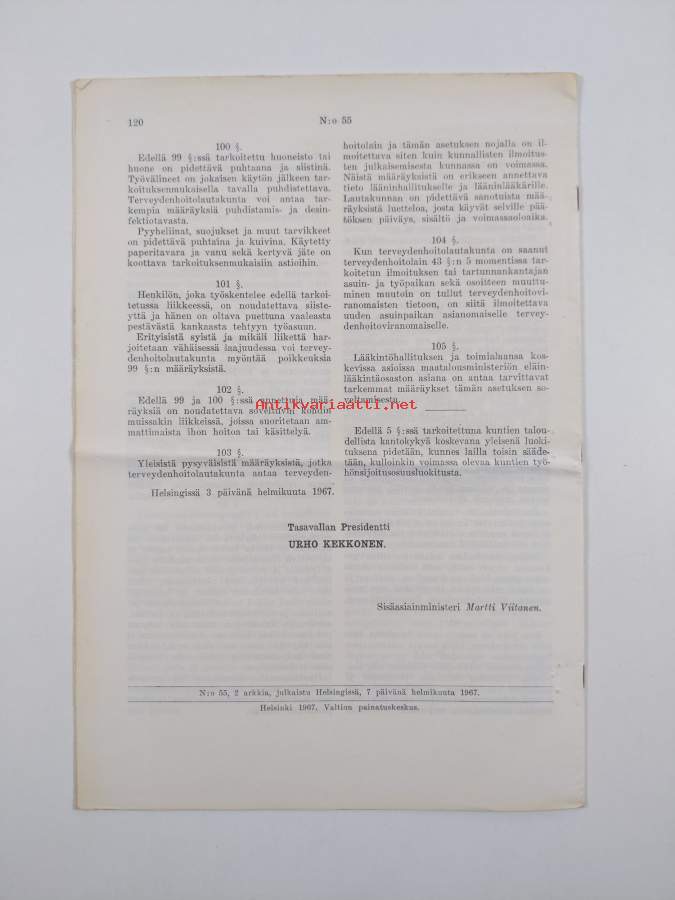 120
N:o 55
100 §.
Edellä 99 §:ssä tarkoitettu huoneisto tai
huone on pidettävä puhtaana ja siistinä.
Työvälineet on jokaisen käytön jälkeen tar-
koituksenmukaisella tavalla puhdistettava.
Terveydenhoitolautakunta voi antaa tar-
kempia määräyksiä puhdistamis- ja desin-
fektiotavasta.
Pyyheliinat, suojukset ja muut tarvikkeet
on pidettävä puhtaina ja kuivina. Käytetty
paperitavara ja vanu sekä kertyvä jäte on
koottava tarkoituksenmukaisiin astioihin.
101 §.
Henkilön, joka työskentelee edellä tarkoi-
tetussa liikkeessä, on noudatettava siiste-
yttä ja hänen on oltava puettuna vaaleasta
pestävästä kankaasta tehtyyn työasuun.
Erityisistä syistä ja mikäli liikettä har-
joitetaan vähäisessä laajuudessa voi tervey-
denhoitolautakunta myöntää poikkeuksia
99 §:n määräyksistä.
102 §.
Edellä 99 ja 100 §:ssä annettuja mää-
räyksiä on noudatettava soveltuvin kohdin
muissakin liikkeissä, joissa suoritetaan am-
mattimaista ihon hoitoa tai käsittelyä.
103 §.
Yleisistä pysyväisistä määräyksistä, jotka
terveydenhoitolautakunta antaa terveyden-
hoitolain ja tämän asetuksen nojalla on il-
moitettava siten kuin kunnallisten ilmoitus-
ten julkaisemisesta kunnassa on voimassa.
Näistä määräyksistä on erikseen annettava
tieto lääninhallitukselle ja lääninlääkärille.
Lautakunnan on pidettävä sanotuista mää-
räyksistä luetteloa, josta käyvät selville pää-
töksen päiväys, sisältö ja voimassaoloaika.
104 §.
Kun terveydenhoitolautakunta on saanut
terveydenhoitolain 43 §:n 5 momentissa tar-
koitetun ilmoituksen tai tartunnankantajan
asuin- ja työpaikan sekä osoitteen muuttu-
minen muutoin on tullut terveydenhoitovi-
ranomaisten tietoon, on siitä ilmoitettava
uuden asuinpaikan asianomaiselle tervey-
denhoitoviranomaiselle.
105 §.
Lääkintöhallituksen ja toimialaansa kos-
kevissa asioissa maatalousministeriön eläin-
lääkintäosaston asiana on antaa tarvittavat
tarkemmat määräykset tämän asetuksen so-
veltamisesta.
Antikvariaatti.net
Edellä 5 §:ssä tarkoitettuna kuntien talou-
dellista kantokykyä koskevana yleisenä luoki-
tuksena pidetään, kunnes lailla toisin sääde-
tään, kulloinkin voimassa olevaa kuntien työ-
hönsijoitusosuusluokitusta.
Helsingissä 3 päivänä helmikuuta 1967.
Tasavallan Presidentti
URHO KEKKONEN.
Sisäasiainministeri Martti Viitanen.
N:o 55, 2 arkkia, julkaistu Helsingissä, 7 päivänä helmikuuta 1967.
Helsinki 1967. Valtion painatuskeskus.